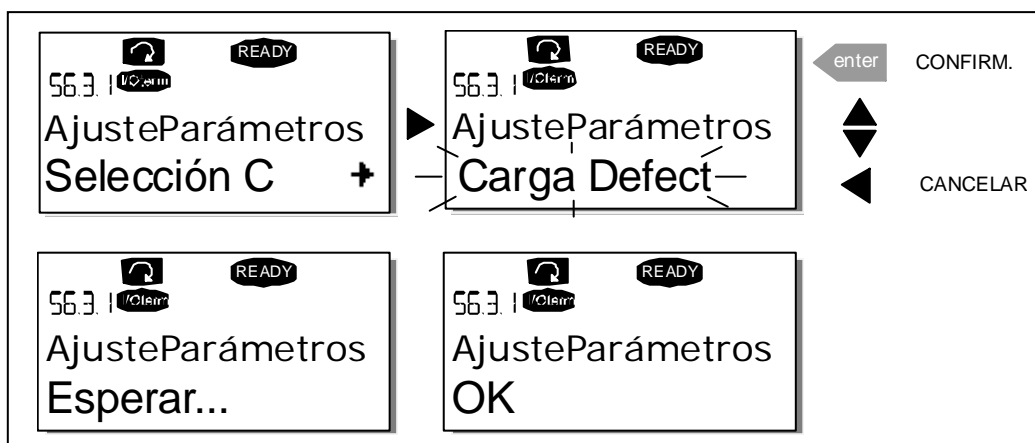 READY
S6.3.1 I/Oterm
AjusteParámetros
Selección C
READY
S6.3.1 I/Oterm
AjusteParámetros
Carga Defect
enter CONFIRM.
CANCELAR
READY
S6.3.1 I/Oterm
AjusteParámetros
Esperar...
READY
S6.3.1 I/Oterm
AjusteParámetros
OK